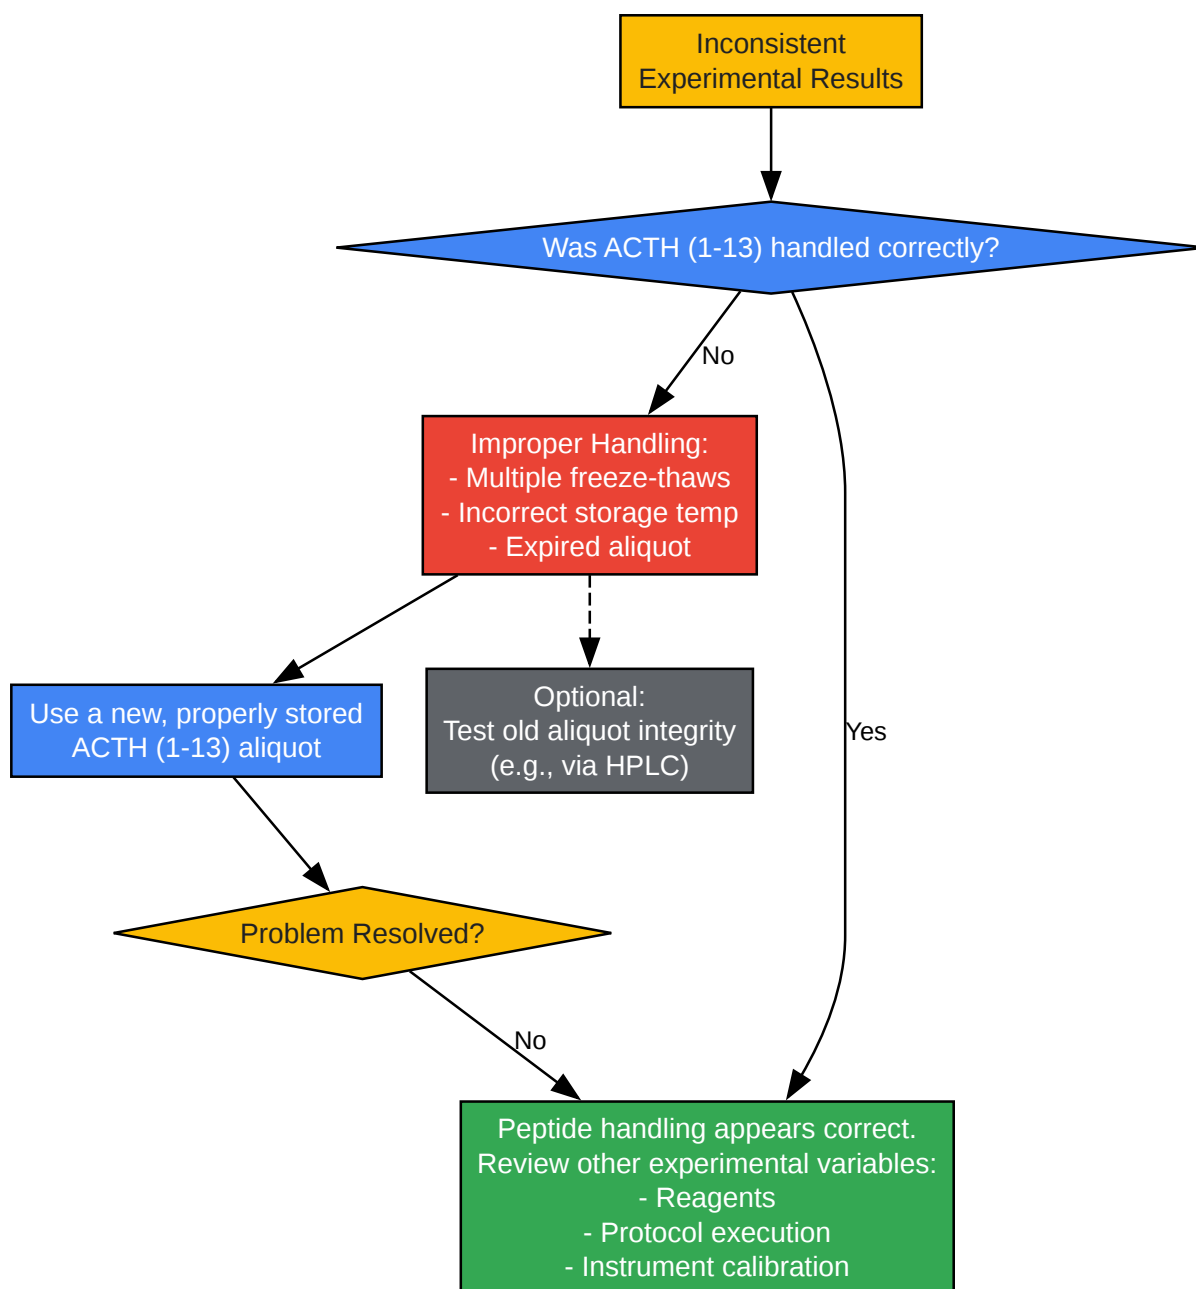 Inconsistent
Experimental Results
Was ACTH (1-13) handled correctly?
No
Improper Handling:
- Multiple freeze-thaws
- Incorrect storage temp
- Expired aliquot
Use a new, properly stored
ACTH (1-13) aliquot
Optional:
Test old aliquot integrity
(e.g., via HPLC)
Yes
Problem Resolved?
No
Peptide handling appears correct.
Review other experimental variables:
- Reagents
- Protocol execution
- Instrument calibration